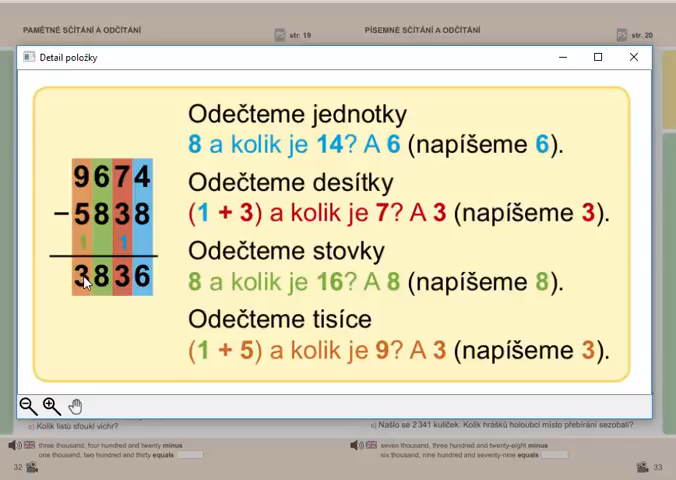 PAMĚTNÉ SČÍTÁNÍ A ODČÍTÁNÍ
PS str. 19
PÍSEMNÉ SČÍTÁNÍ A ODČÍTÁNÍ
PS str. 20
Detail položky
9674
−5838
1 1
3836
Odečteme jednotky
8 a kolik je 14? A 6 (napíšeme 6).
Odečteme desítky
(1 + 3) a kolik je 7? A 3 (napíšeme 3).
Odečteme stovky
8 a kolik je 16? A 8 (napíšeme 8).
Odečteme tisíce
(1 + 5) a kolik je 9? A 3 (napíšeme 3).
c) Kolik listů sfoukl vichr?
three thousand, four hundred and twenty minus
one thousand, two hundred and thirty equals
32
Našlo se 2 341 kuliček. Kolik hrášků holoubci místo přebírání sezobali?
seven thousand, three hundred and twenty-eight minus
six thousand, nine hundred and seventy-nine equals
33